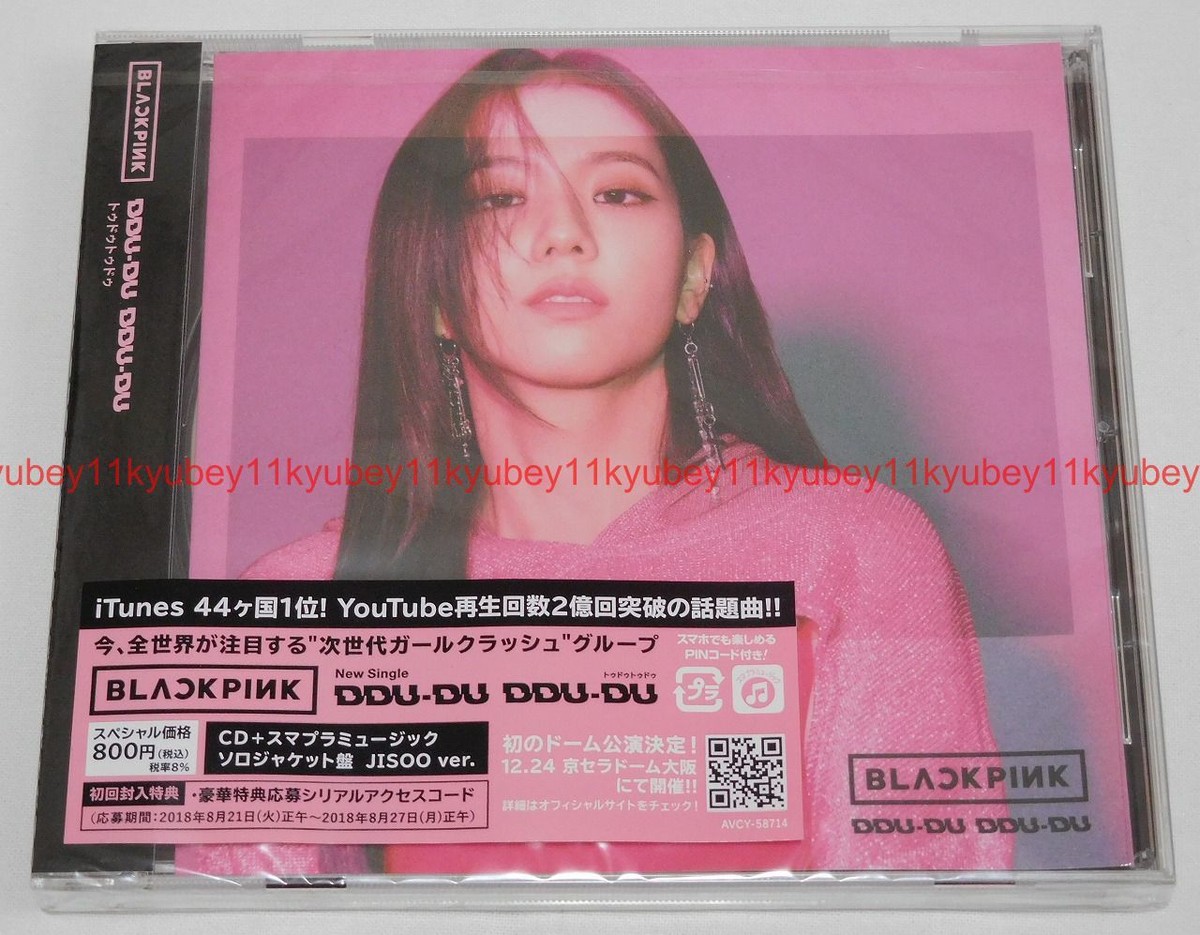 BLACKPINK
DDU-DU DDU-DU
トゥドゥトゥドゥ
yubey11kyubey11kyubey11kyubey11kyubey11kyubey11kyubey11kyubey11kyubey
iTunes 44ヶ国1位! YouTube再生回数2億回突破の話題曲!!
今、全世界が注目する"次世代ガールクラッシュ"グループ
スマホでも楽しめる
PINコード付き!
BLACKPINK
New Single
トゥドゥトゥドゥ
DDU-DU DDU-DU
プラ
スペシャル価格
800円(税込)
税率8%
CD+スマプラミュージック
ソロジャケット盤 JISOO ver.
初回封入特典
・豪華特典応募シリアルアクセスコード
(応募期間:2018年8月21日(火)正午~2018年8月27日(月)正午)
初のドーム公演決定!
12.24 京セラドーム大阪
にて開催!!
詳細はオフィシャルサイトをチェック!
AVCY-58714
BLACKPINK
DDU-DU DDU-DU